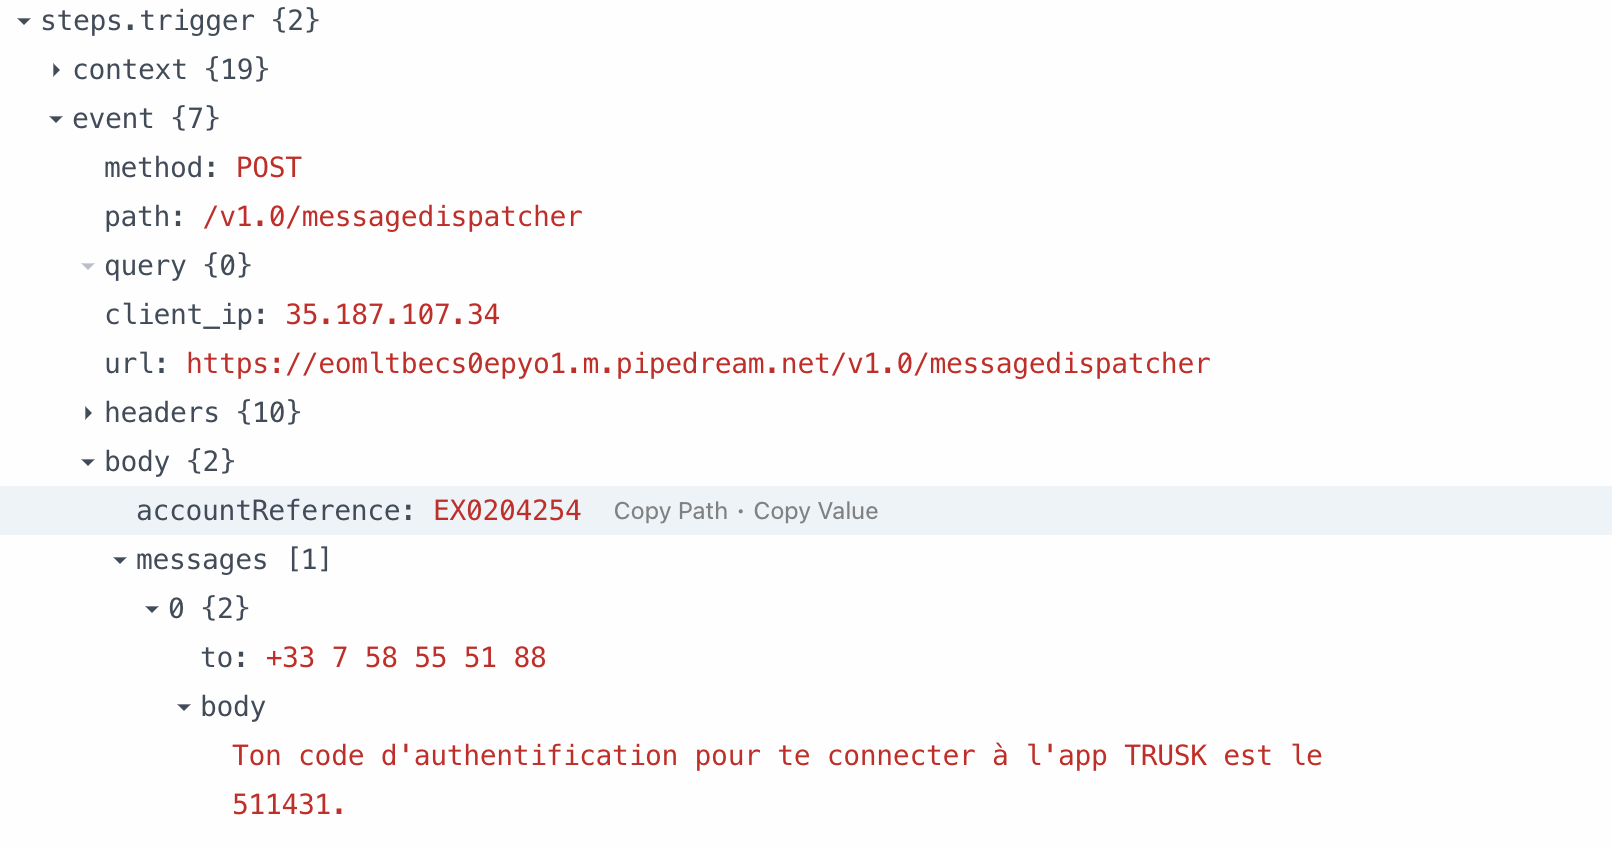 steps.trigger {2}
context {19}
event {7}
method: POST
path: /v1.0/messagedispatcher
query {0}
client_ip: 35.187.107.34
url: https://eomltbecs0epyo1.m.pipedream.net/v1.0/messagedispatcher
headers {10}
body {2}
accountReference: EX0204254 Copy Path • Copy Value
messages [1]
0 {2}
to: +33 7 58 55 51 88
body
Ton code d'authentification pour te connecter à l'app TRUSK est le
511431.